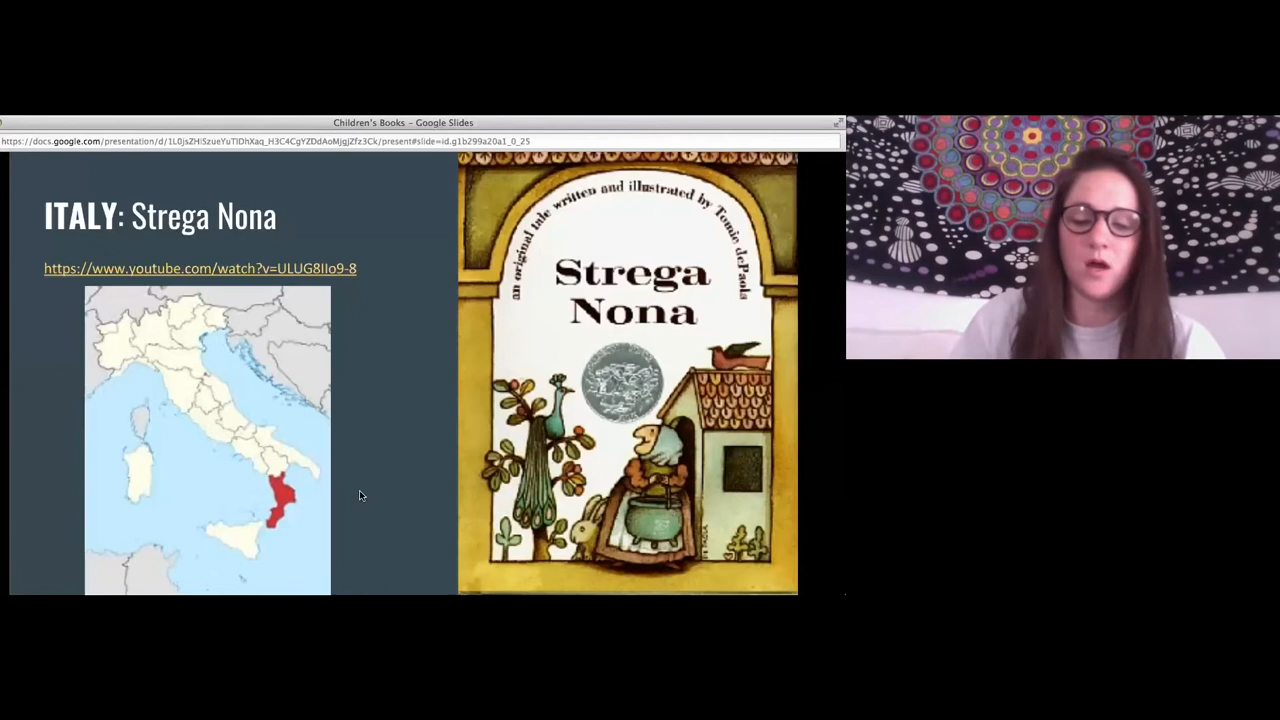 Children's Books - Google Slides
ITALY: Strega Nona
https://www.youtube.com/watch?v=ULUG8IIo9-8
an original tale written and illustrated by Tomie dePaola
Strega
Nona